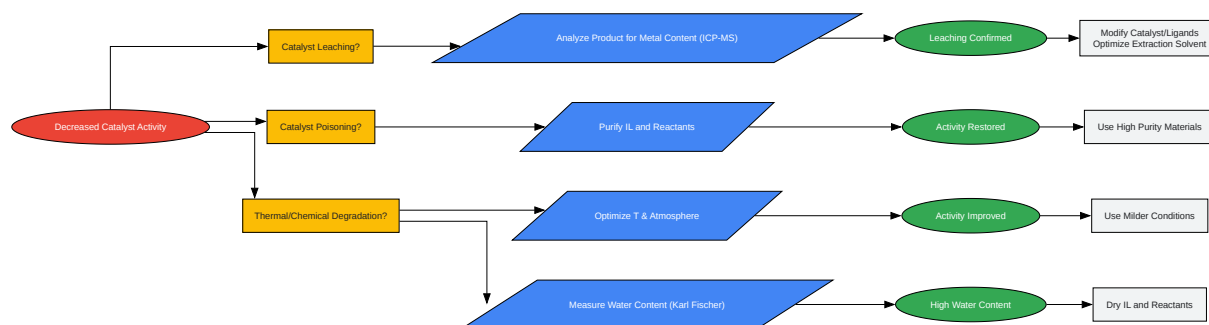 Catalyst Leaching?
Analyze Product for Metal Content (ICP-MS)
Leaching Confirmed
Modify Catalyst/Ligands
Optimize Extraction Solvent
Decreased Catalyst Activity
Catalyst Poisoning?
Purify IL and Reactants
Activity Restored
Use High Purity Materials
Thermal/Chemical Degradation?
Optimize T & Atmosphere
Activity Improved
Use Milder Conditions
Measure Water Content (Karl Fischer)
High Water Content
Dry IL and Reactants